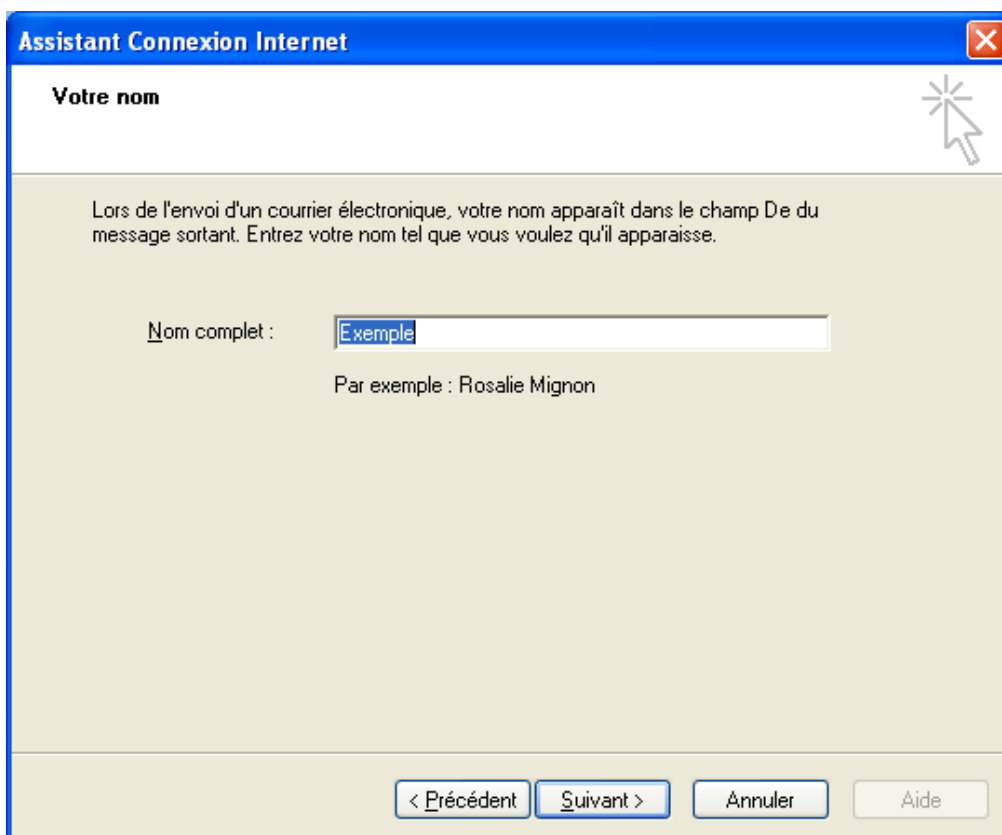 Assistant Connexion Internet
Votre nom
Lors de l'envoi d'un courrier électronique, votre nom apparaît dans le champ De du
message sortant. Entrez votre nom tel que vous voulez qu'il apparaisse.
Nom complet : Exemple
Par exemple : Rosalie Mignon
< Précédent Suivant > Annuler Aide